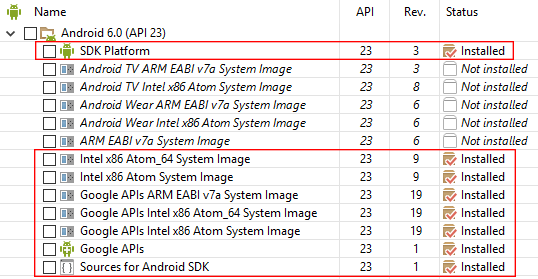 Name API Rev. Status
Android 6.0 (API 23)
SDK Platform 23 3 Installed
Android TV ARM EABI v7a System Image 23 3 Not installed
Android TV Intel x86 Atom System Image 23 8 Not installed
Android Wear ARM EABI v7a System Image 23 6 Not installed
Android Wear Intel x86 Atom System Image 23 6 Not installed
ARM EABI v7a System Image 23 6 Not installed
Intel x86 Atom_64 System Image 23 9 Installed
Intel x86 Atom System Image 23 9 Installed
Google APIs ARM EABI v7a System Image 23 19 Installed
Google APIs Intel x86 Atom_64 System Image 23 19 Installed
Google APIs Intel x86 Atom System Image 23 19 Installed
Google APIs 23 1 Installed
Sources for Android SDK 23 1 Installed